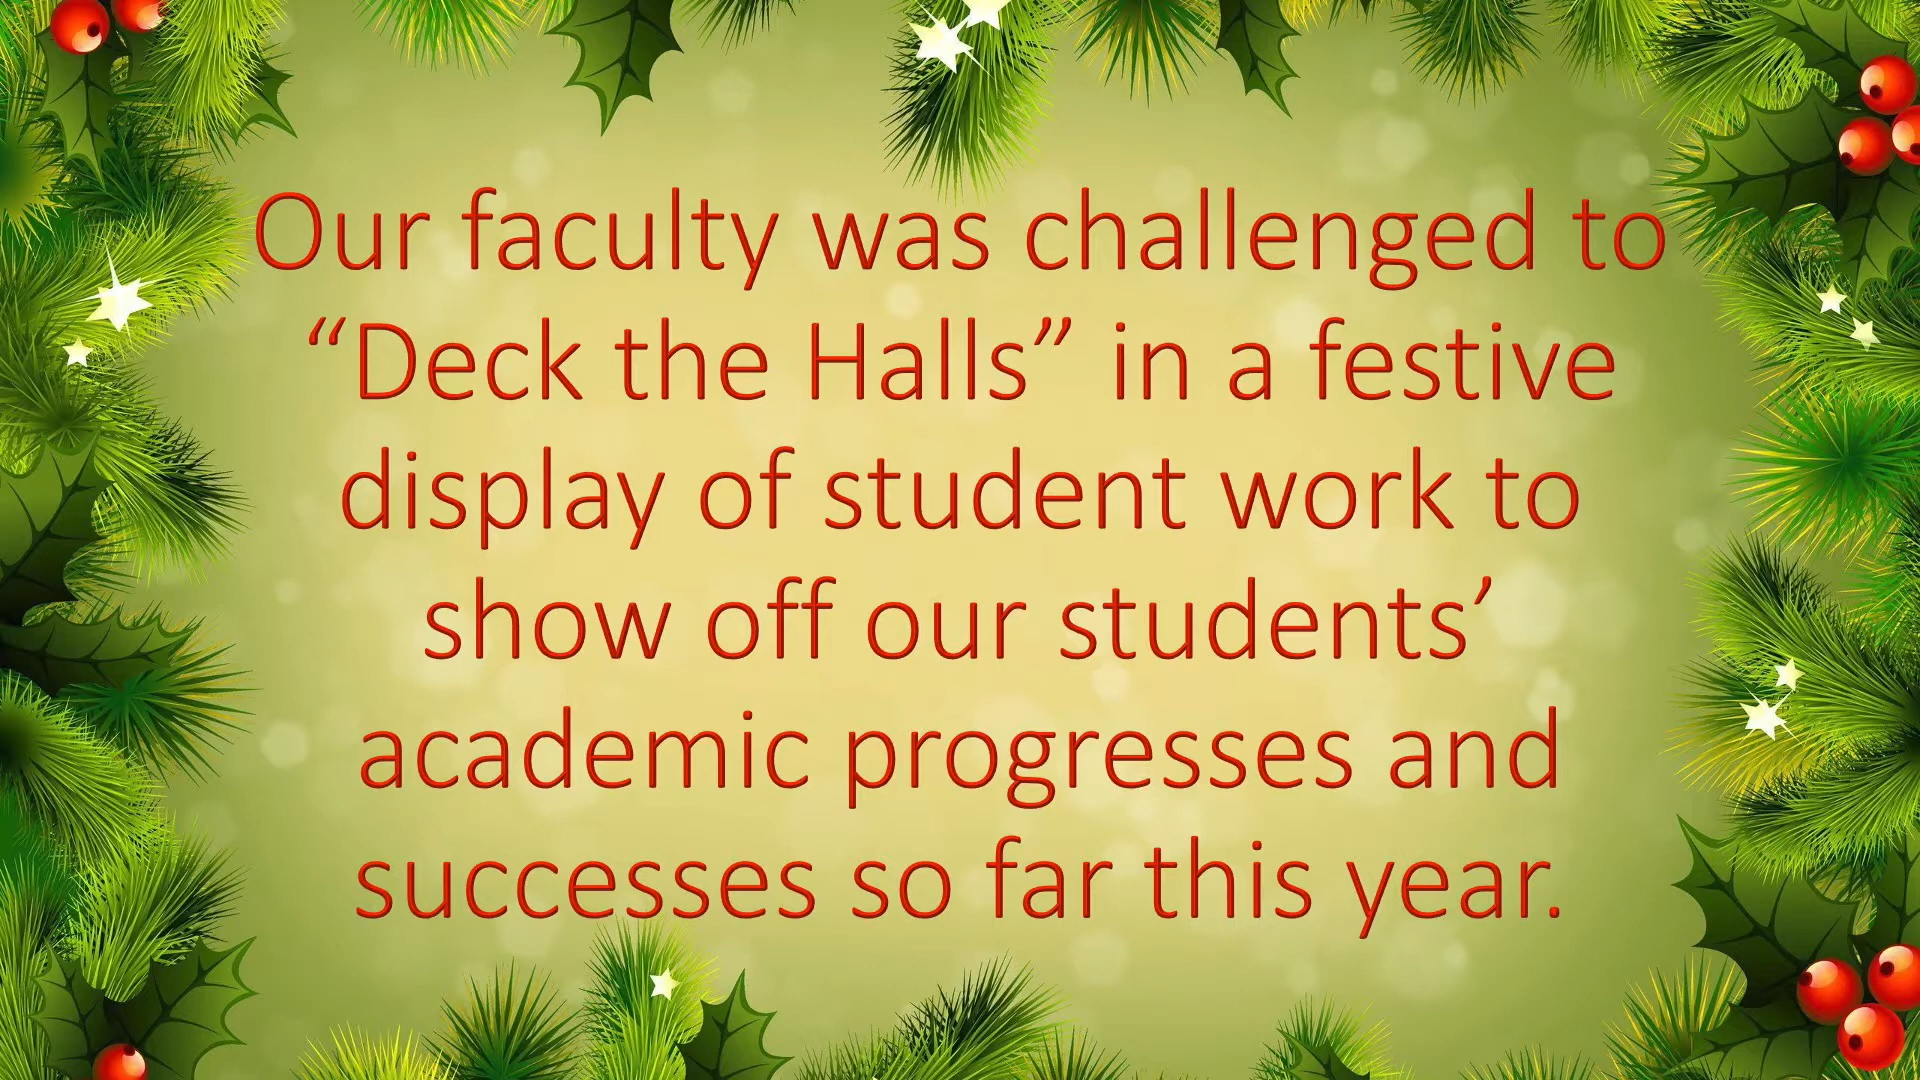 Our faculty was challenged to
“Deck the Halls” in a festive
display of student work to
show off our students’
academic progresses and
successes so far this year.